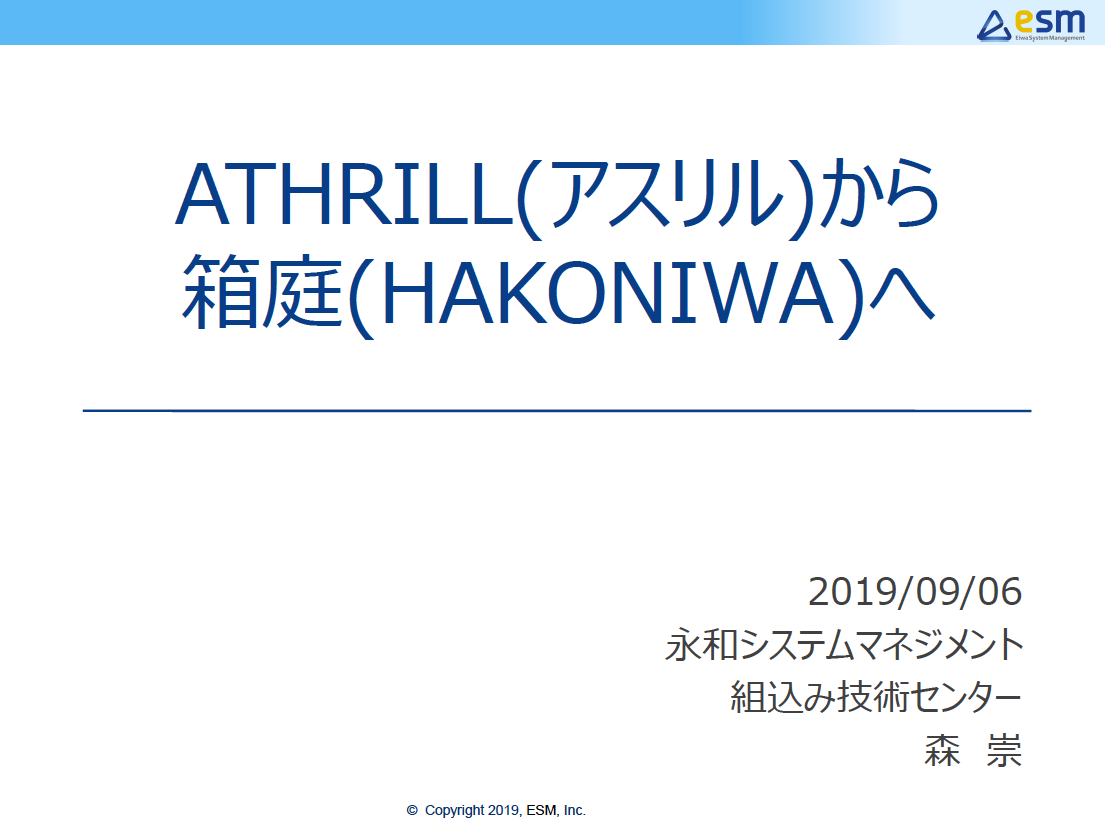 esm
Eiwa System Management
ATHRILL(アスリル)から
箱庭(HAKONIWA)へ
2019/09/06
永和システムマネジメント
組込み技術センター
森　崇
© Copyright 2019, ESM, Inc.